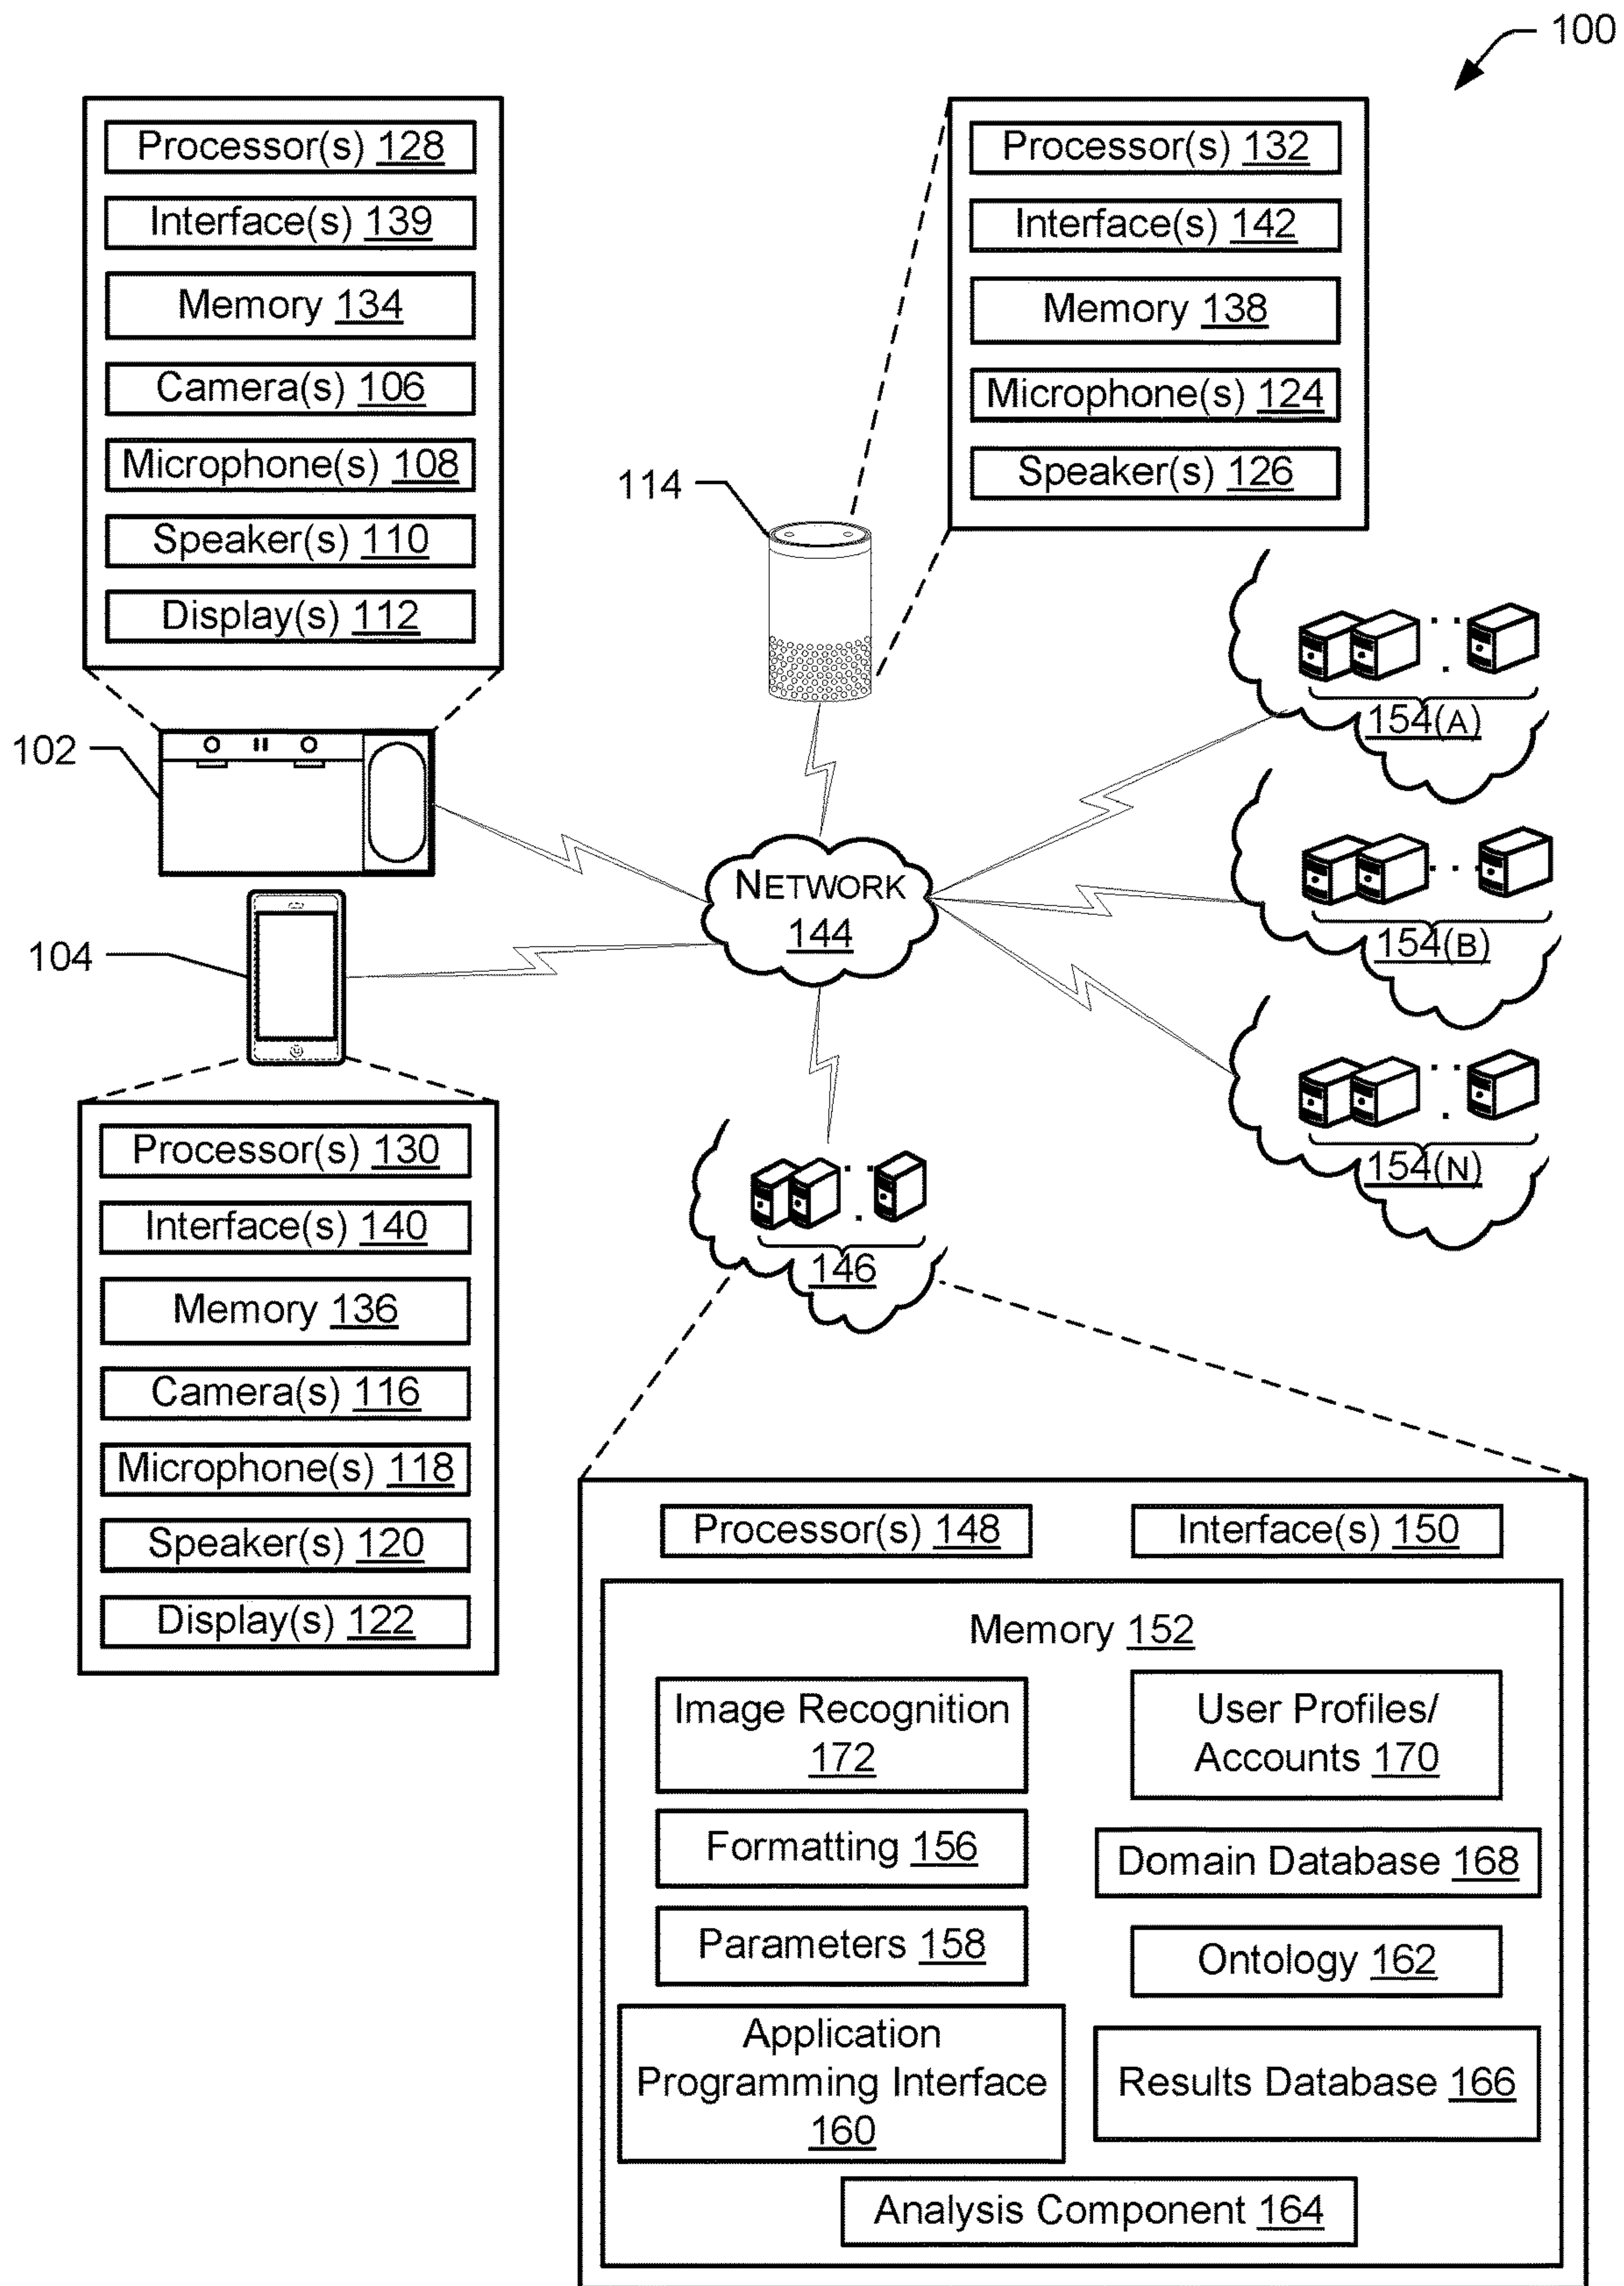 100
Processor(s) 128
Interface(s) 139
Memory 134
Camera(s) 106
Microphone(s) 108
Speaker(s) 110
Display(s) 112
102
Processor(s) 132
Interface(s) 142
Memory 138
Microphone(s) 124
Speaker(s) 126
114
154(A)
154(B)
154(N)
NETWORK
144
104
Processor(s) 130
Interface(s) 140
Memory 136
Camera(s) 116
Microphone(s) 118
Speaker(s) 120
Display(s) 122
146
Processor(s) 148
Interface(s) 150
Memory 152
Image Recognition
172
Formatting 156
Parameters 158
Application
Programming Interface
160
User Profiles/
Accounts 170
Domain Database 168
Ontology 162
Results Database 166
Analysis Component 164